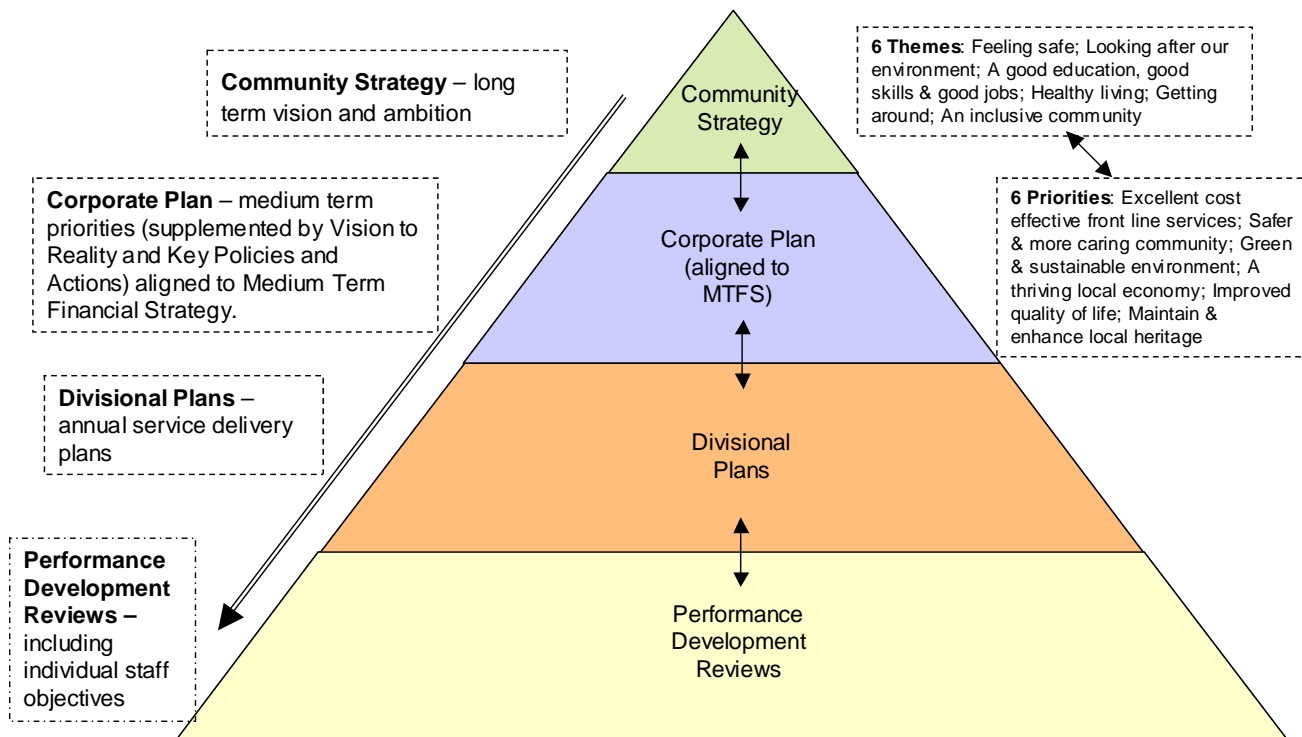 Community Strategy – long
term vision and ambition
Corporate Plan – medium term
priorities (supplemented by Vision to
Reality and Key Policies and
Actions) aligned to Medium Term
Financial Strategy.
Divisional Plans –
annual service delivery
plans
Performance
Development
Reviews –
including
individual staff
objectives
Community
Strategy
Corporate Plan
(aligned to
MTFS)
Divisional
Plans
Performance
Development
Reviews
6 Themes: Feeling safe; Looking after our
environment; A good education, good
skills & good jobs; Healthy living; Getting
around; An inclusive community
6 Priorities: Excellent cost
effective front line services; Safer
& more caring community; Green
& sustainable environment; A
thriving local economy; Improved
quality of life; Maintain &
enhance local heritage